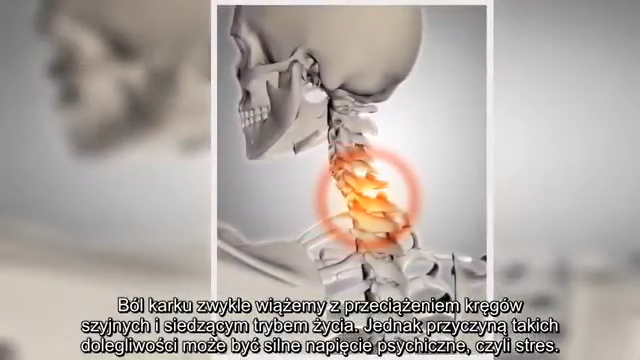 Ból karku zwykle wiążemy z przeciążeniem kręgów
szyjnych i siedzącym trybem życia. Jednak przyczyną takich
dolegliwości może być silne napięcie psychiczne, czyli stres.